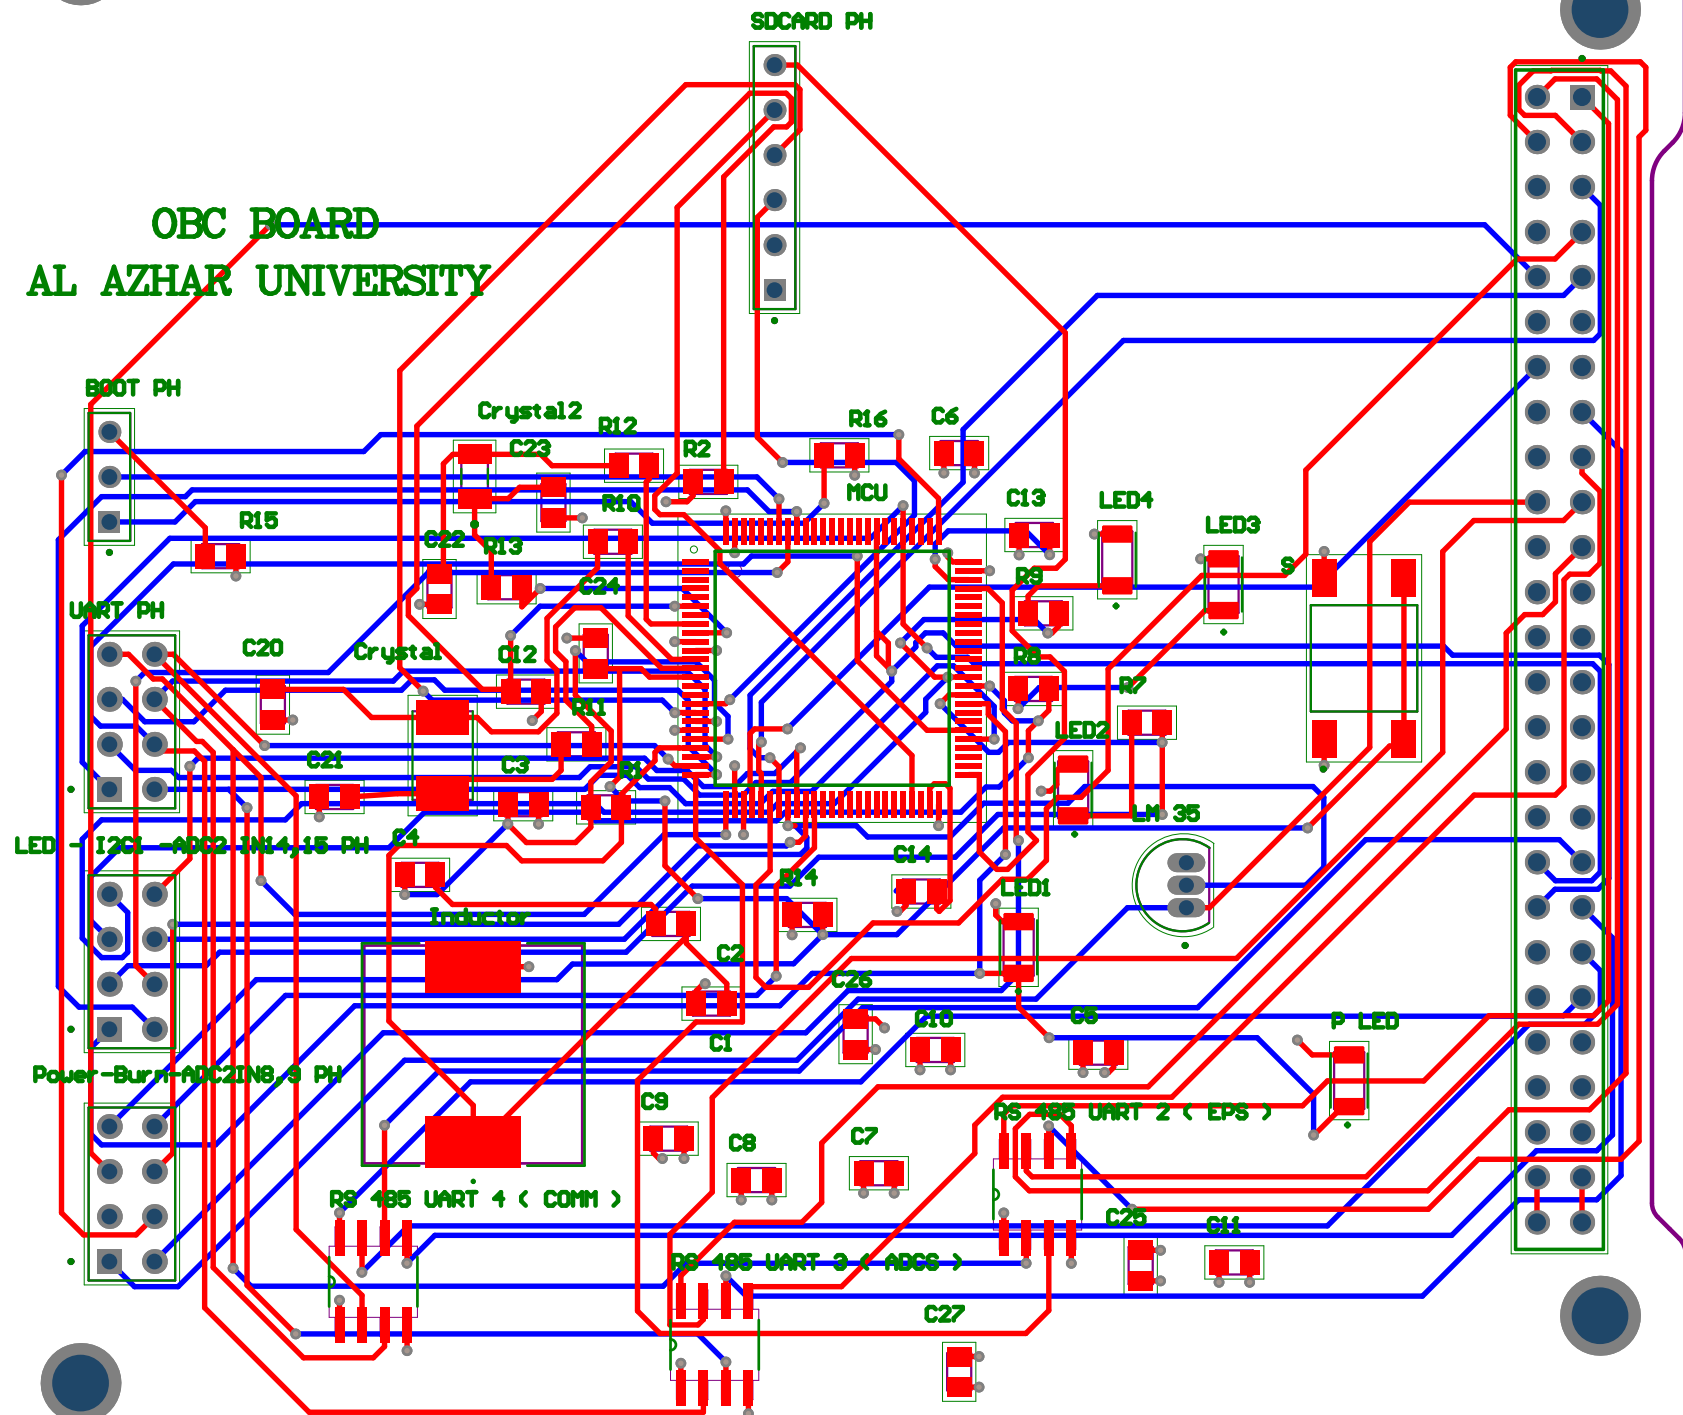 SDCARD PH
OBC BOARD
AL AZHAR UNIVERSITY
BOOT PH
Crystal2
R12
R16
C6
C23
R2
MCU
R10
C13
LED4
R15
LED3
C22
R13
S
C24
R9
UART PH
C20
Crystal
C12
R8
R7
R11
LED2
C21
C3
R1
LM 35
LED - I2C1 -ADC2 IN14,15 PH
C4
C14
R14
LED1
Inductor
C2
C26
C10
C5
P LED
C1
Power-Burn-ADC2IN8,9 PH
C9
RS 485 UART 2 ( EPS )
C8
C7
RS 485 UART 4 ( COMM )
C25
C11
RS 485 UART 3 ( ADCS )
C27